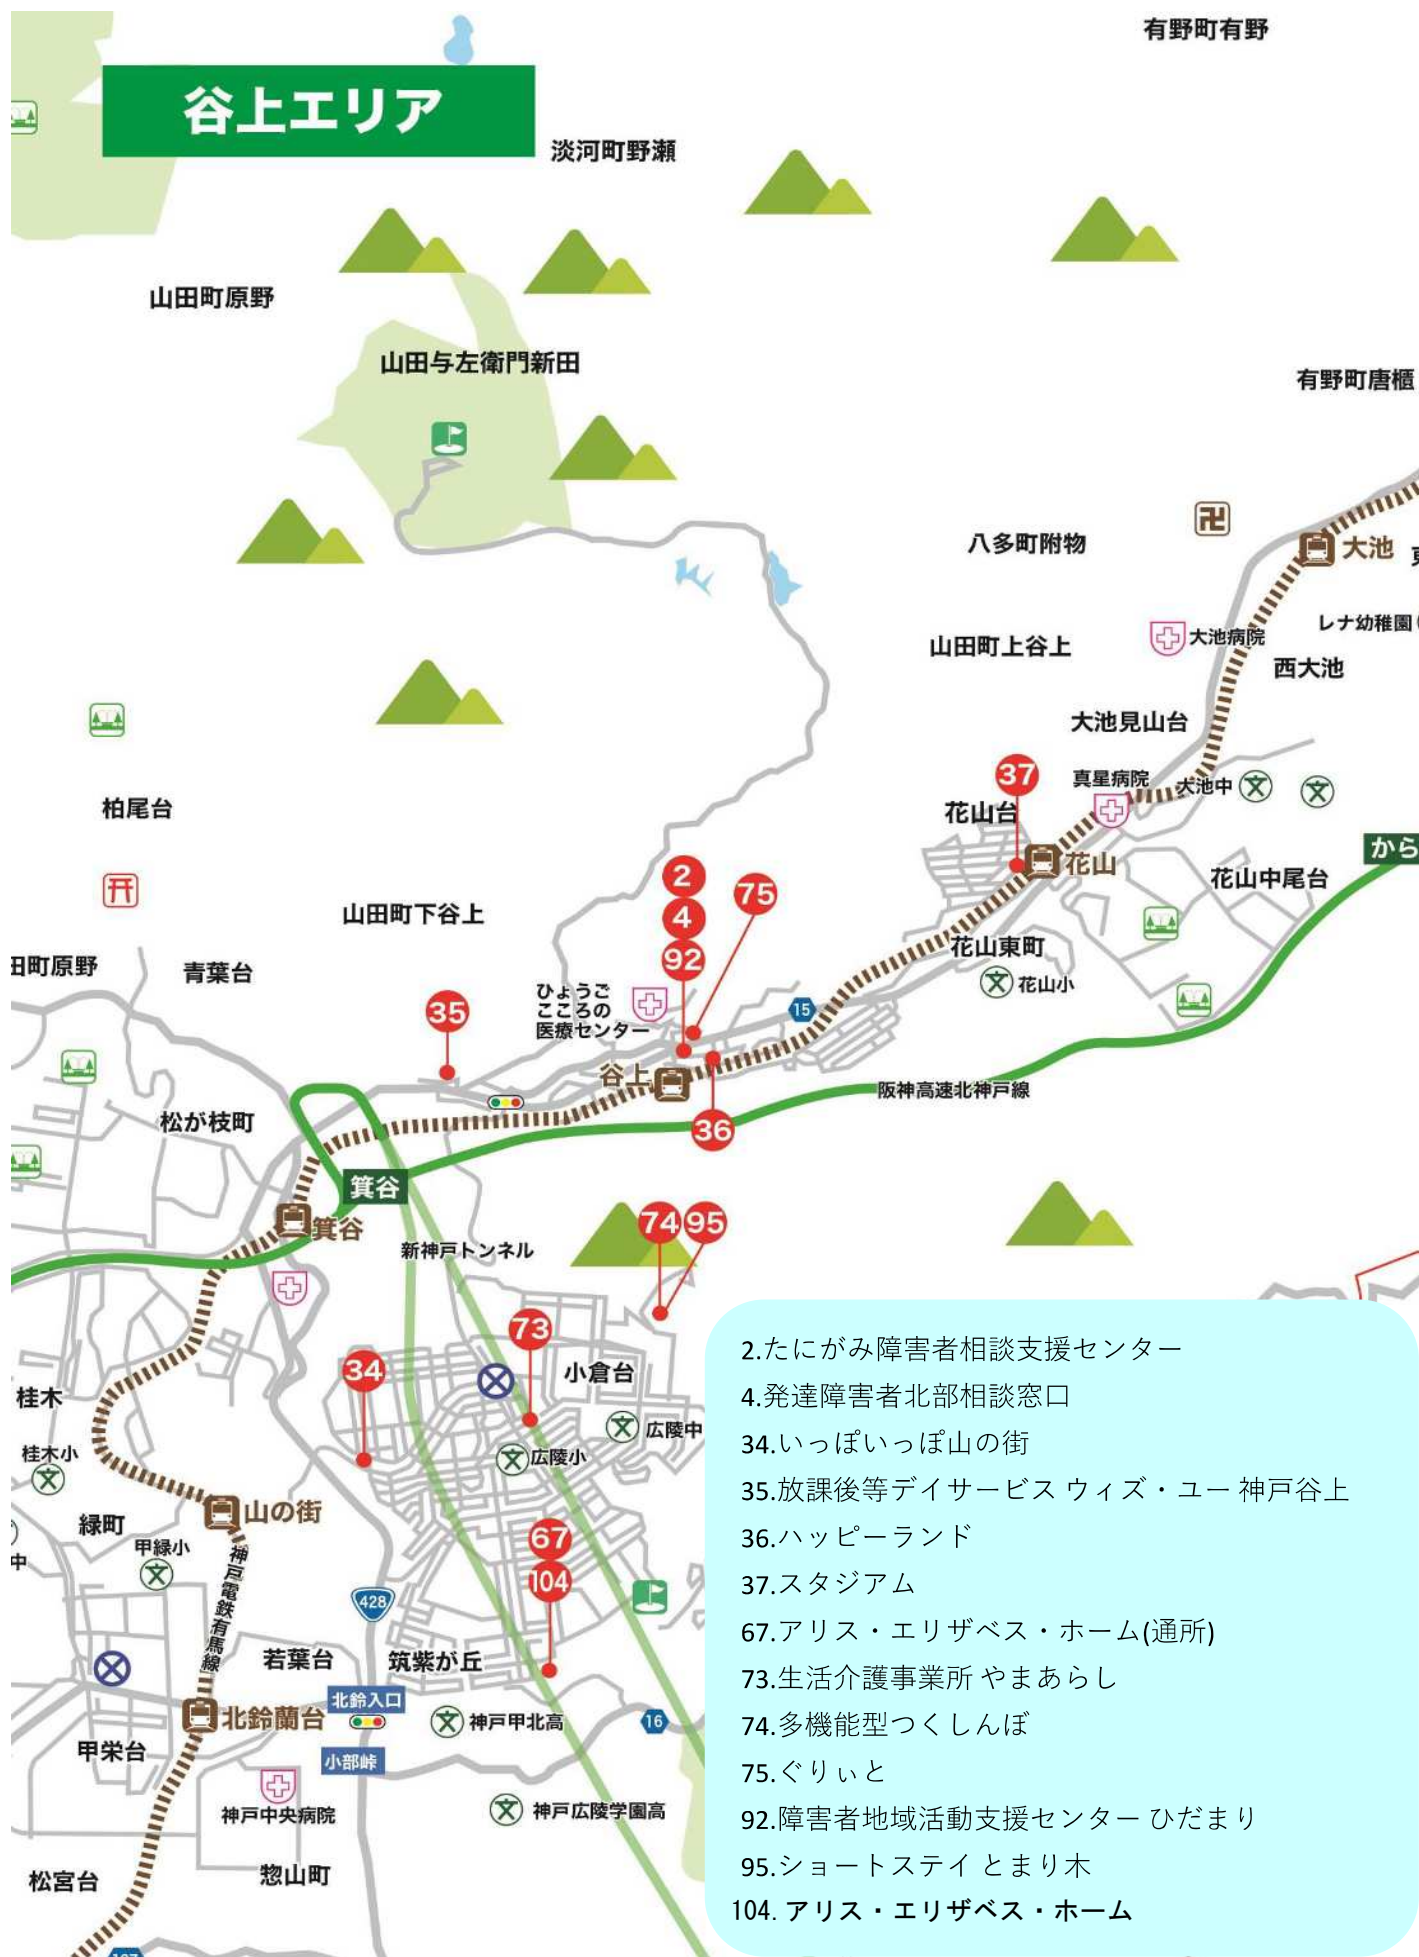 有野町有野
谷上エリア
淡河町野瀬
山田町原野
山田与左衛門新田
有野町唐櫃
八多町附物
大池
レナ幼稚園
大池病院
山田町上谷上
西大池
大池見山台
37
真星病院
大池中
柏尾台
花山台
から
花山
2
75
花山中尾台
4
山田町下谷上
92
花山東町
田町原野
青葉台
花山小
35
ひょうご
こころの
医療センター
15
谷上
阪神高速北神戸線
松が枝町
36
箕谷
箕谷
74
95
新神戸トンネル
73
34
小倉台
桂木
広陵中
桂木小
広陵小
山の街
緑町
67
甲緑小
中
神戸電鉄有馬線
104
428
若葉台
筑紫が丘
北鈴入口
北鈴蘭台
神戸甲北高
16
甲栄台
小部峠
神戸中央病院
神戸広陵学園高
惣山町
松宮台
2.たにがみ障害者相談支援センター
4.発達障害者北部相談窓口
34.いっぽいっぽ山の街
35.放課後等デイサービス ウィズ・ユー 神戸谷上
36.ハッピーランド
37.スタジアム
67.アリス・エリザベス・ホーム(通所)
73.生活介護事業所 やまあらし
74.多機能型つくしんぼ
75.ぐりぃと
92.障害者地域活動支援センター ひだまり
95.ショートステイ とまり木
104. アリス・エリザベス・ホーム